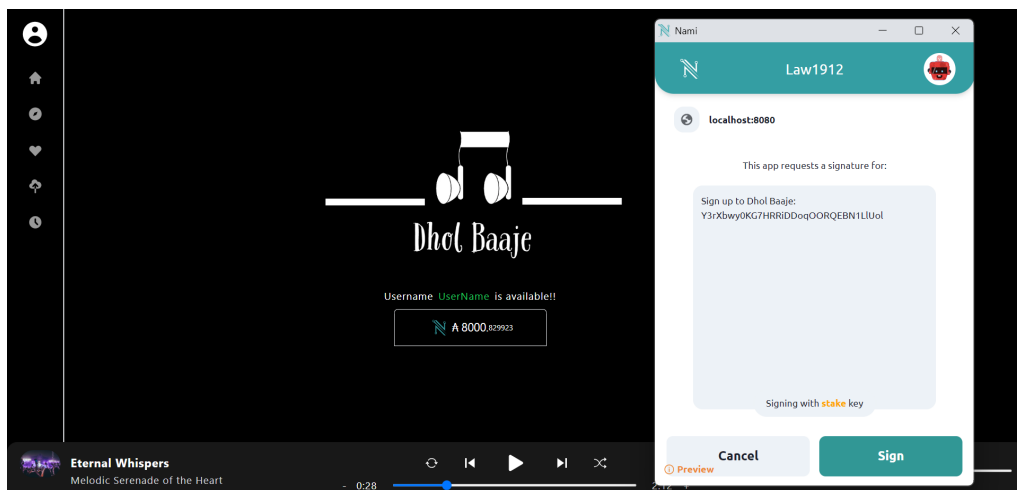 Nami
Law1912
localhost:8080
This app requests a signature for:
Sign up to Dhol Baaje:
Y3rXbwy0KG7HRRiDDoqOORQEBN1LlUol
Signing with stake key
Cancel
Sign
Preview
Dhol Baaje
Username UserName is available!!
₳ 8000.829923
Eternal Whispers
Melodic Serenade of the Heart
- 0:28
2:12 +